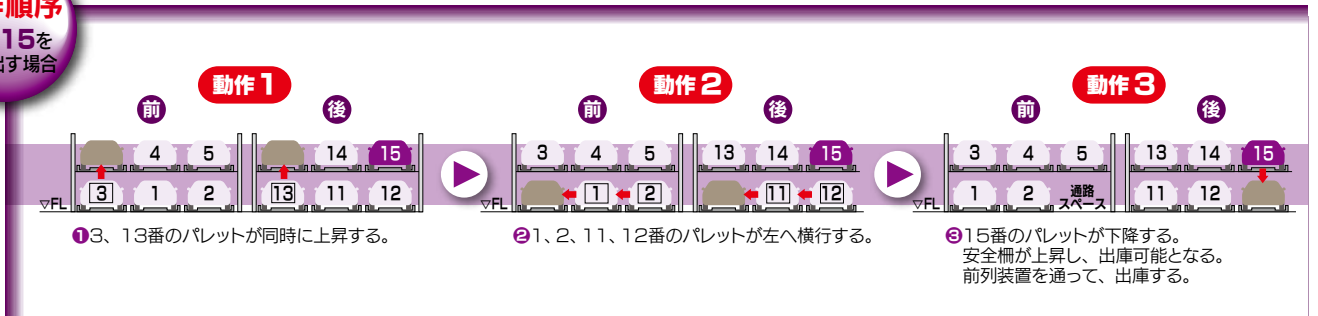 順序
15を
出す場合
動作1
動作2
動作3
前 後
前 後
前 後
4 5 14 15
3 4 5 13 14 15
3 4 5 13 14 15
▽FL 3 1 2 13 11 12
▽FL 1 2 11 12
▽FL 1 2 通路
スペース 11 12
❶3、13番のパレットが同時に上昇する。
❷1、2、11、12番のパレットが左へ横行する。
❸15番のパレットが下降する。
安全柵が上昇し、出庫可能となる。
前列装置を通って、出庫する。